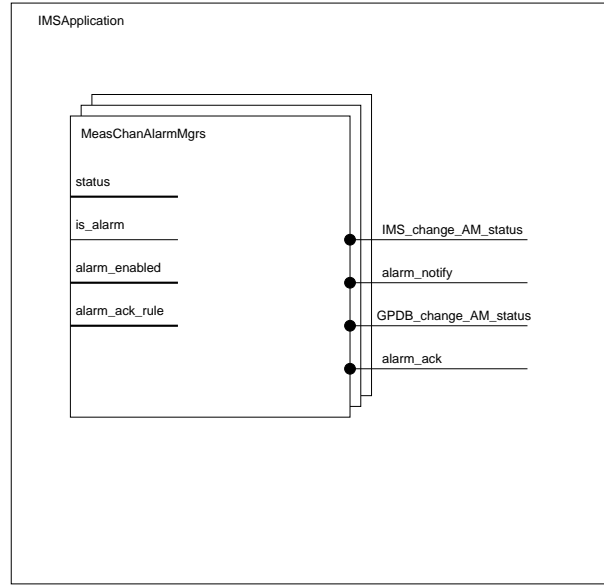 IMSApplication
MeasChanAlarmMgrs
status
is_alarm
alarm_enabled
alarm_ack_rule
IMS_change_AM_status
alarm_notify
GPDB_change_AM_status
alarm_ack